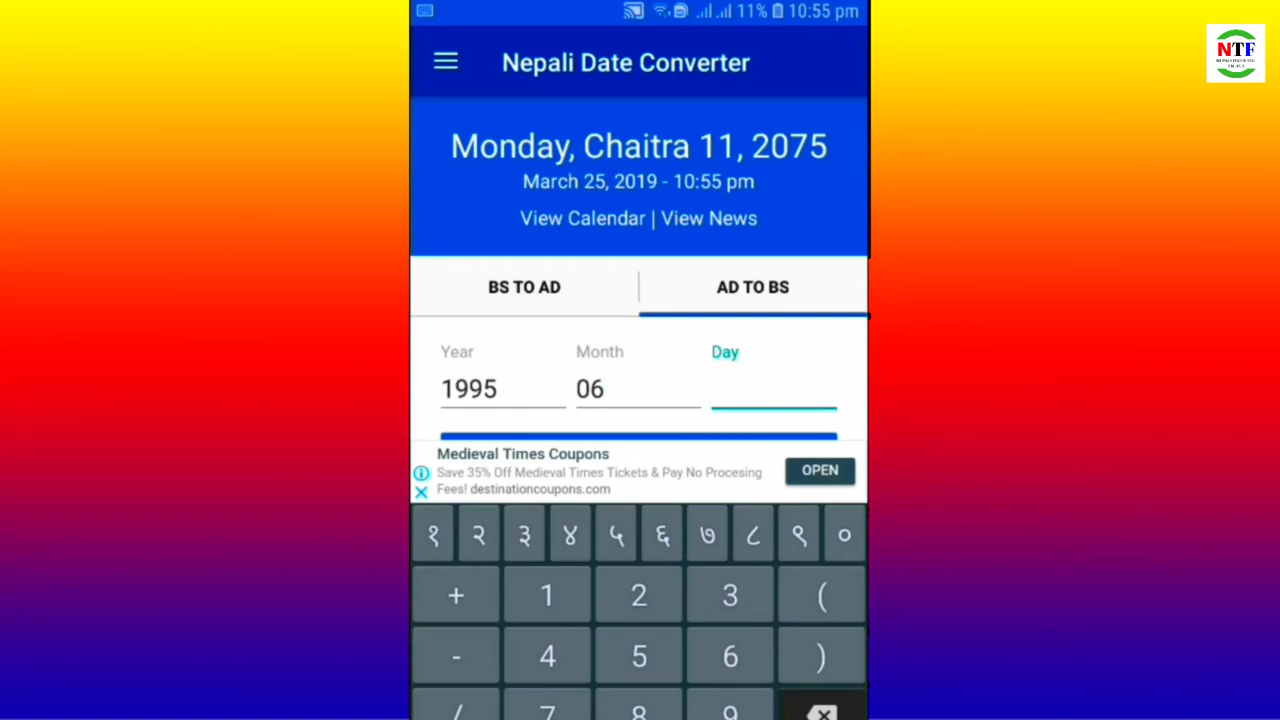 11% 10:55 pm
NTF
Nepali Date Converter
Monday, Chaitra 11, 2075
March 25, 2019 - 10:55 pm
View Calendar | View News
BS TO AD AD TO BS
Year Month Day
1995 06
Medieval Times Coupons
Save 35% Off Medieval Times Tickets & Pay No Procesing
Fees! destinationcoupons.com
OPEN
१ २ ३ ४ ५ ६ ७ ८ ९ ०
+ 1 2 3 (
- 4 5 6 )
/ 7 8 9